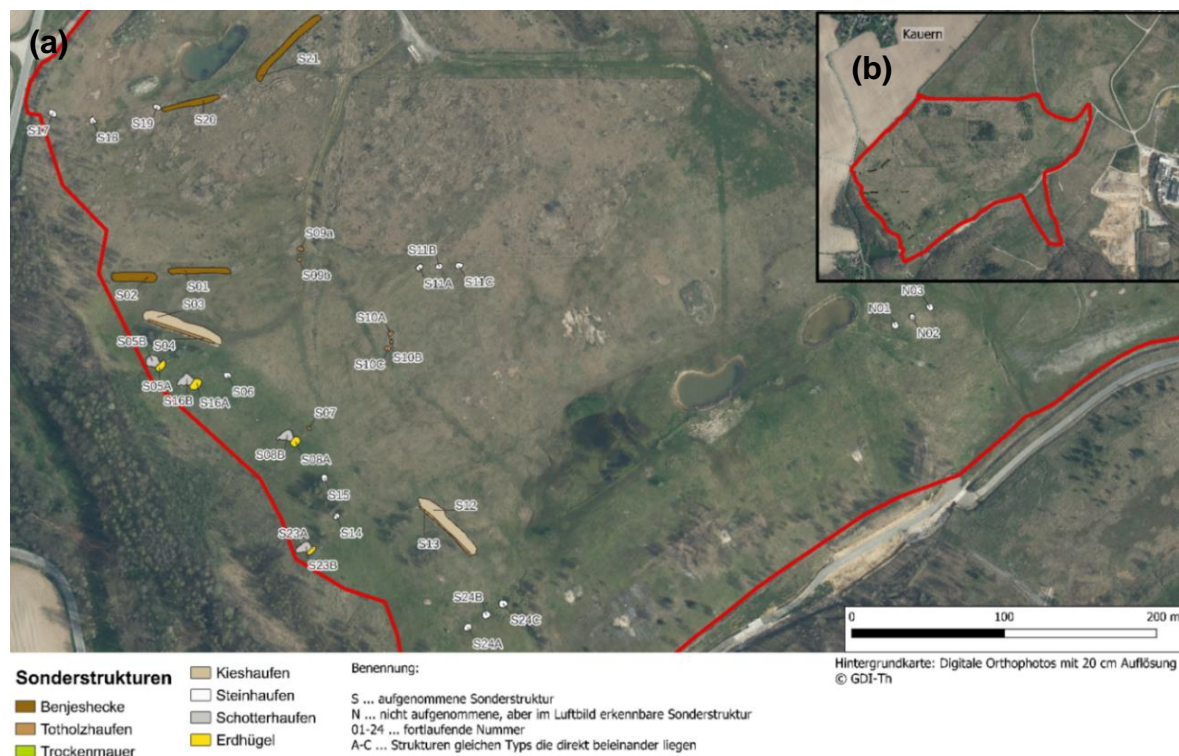 (a)
(b)
Kauern
S21
S17
S18
S19
S20
S09a
S09b
S11B
S11A
S11C
S02
S01
S03
S10A
S10B
S10C
N03
N01
N02
S05B
S04
S05A
S06
S16B
S16A
S07
S08B
S08A
S15
S14
S12
S13
S23A
S23B
S24B
S24C
S24A
0 100 200 m
Hintergrundkarte: Digitale Orthophotos mit 20 cm Auflösung
© GDI-Th
Sonderstrukturen
Benjeshecke
Totholzhaufen
Trockenmauer
Kieshaufen
Steinhaufen
Schotterhaufen
Erdhügel
Benennung:
S ... aufgenommene Sonderstruktur
N ... nicht aufgenommene, aber im Luftbild erkennbare Sonderstruktur
01-24 ... fortlaufende Nummer
A-C ... Strukturen gleichen Typs die direkt beieinander liegen